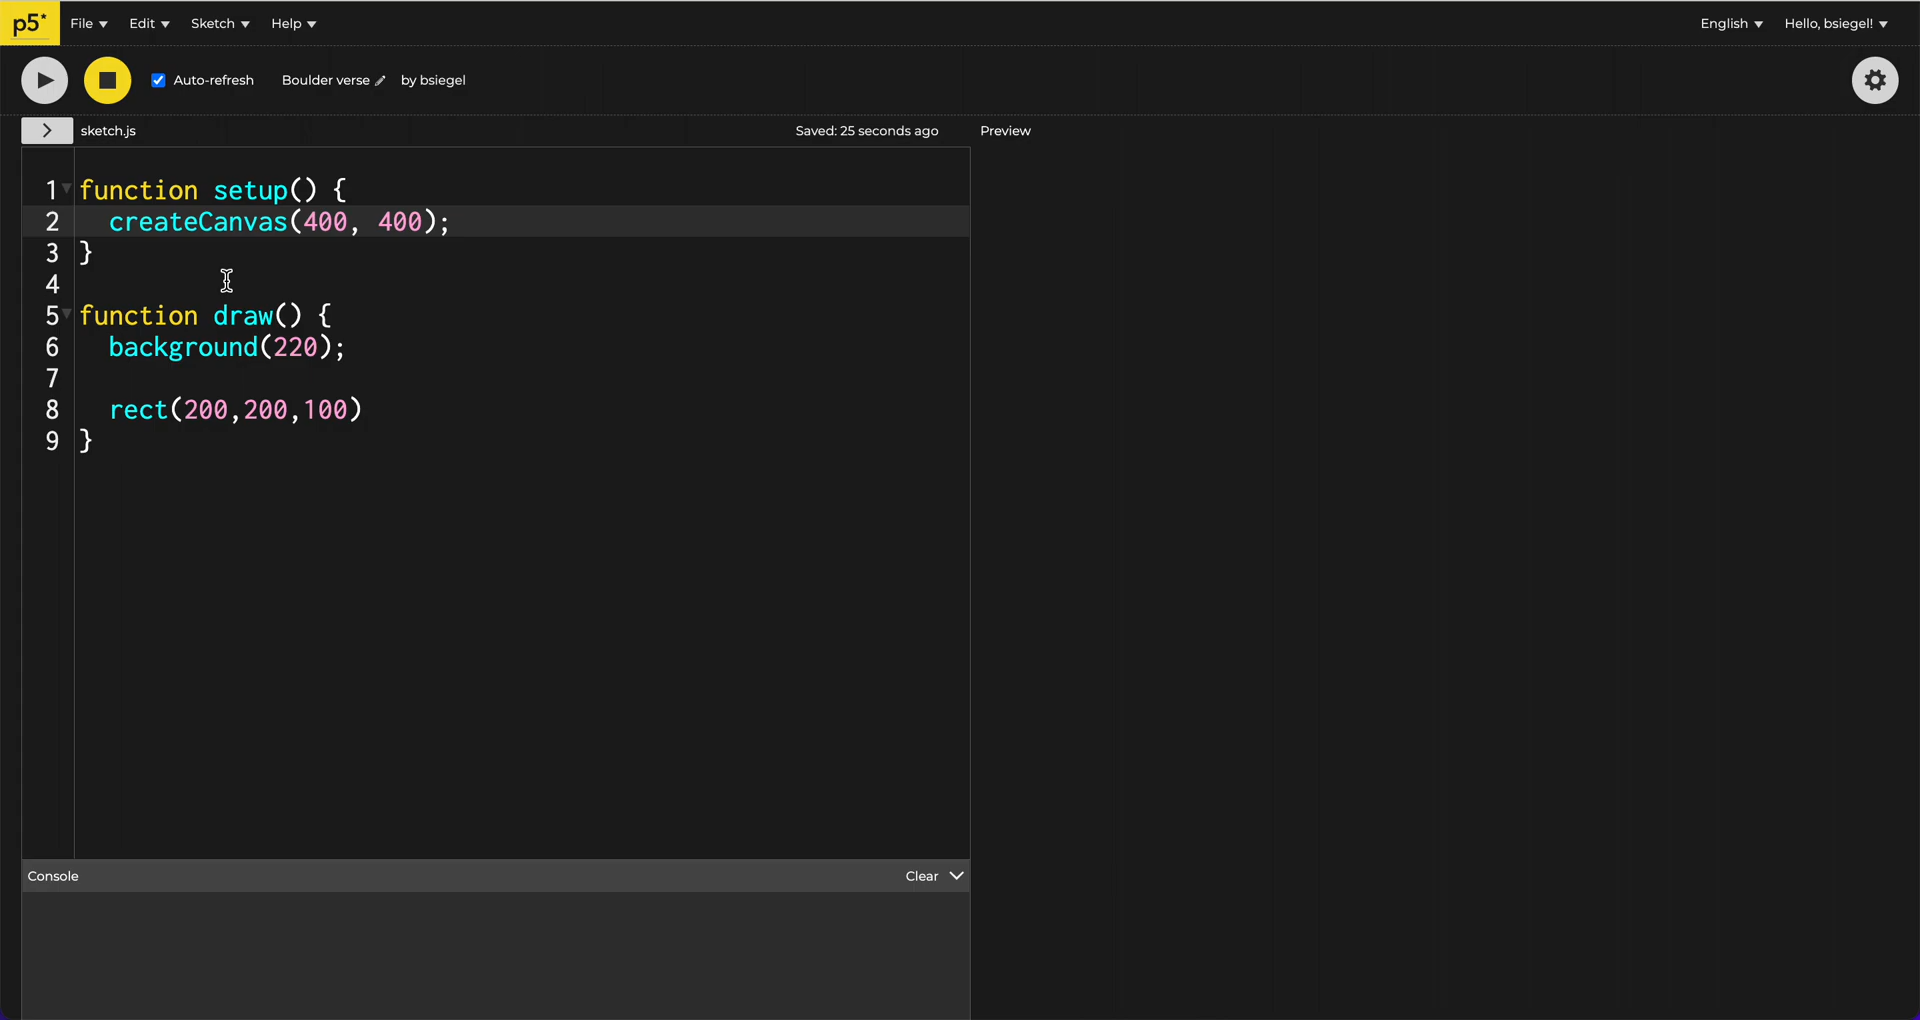 p5* File Edit Sketch Help English Hello, bsiegel!
Auto-refresh Boulder verse by bsiegel
> sketch.js Saved: 25 seconds ago Preview
1 function setup() {
2   createCanvas(400, 400);
3 }
4
5 function draw() {
6   background(220);
7
8   rect(200,200,100)
9 }
Console Clear